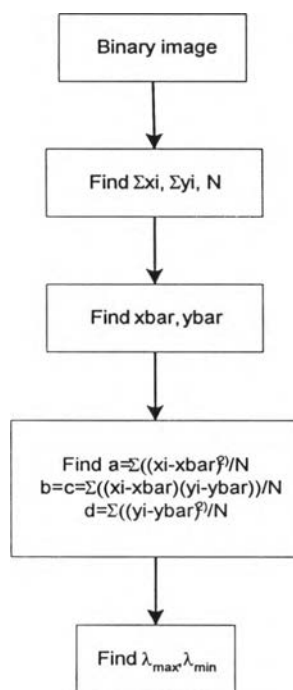 Binary image
Find Σxi, Σyi, N
Find xbar, ybar
Find a=Σ((xi-xbar)²)/N
b=c=Σ((xi-xbar)(yi-ybar))/N
d=Σ((yi-ybar)²)/N
Find λmax, λmin